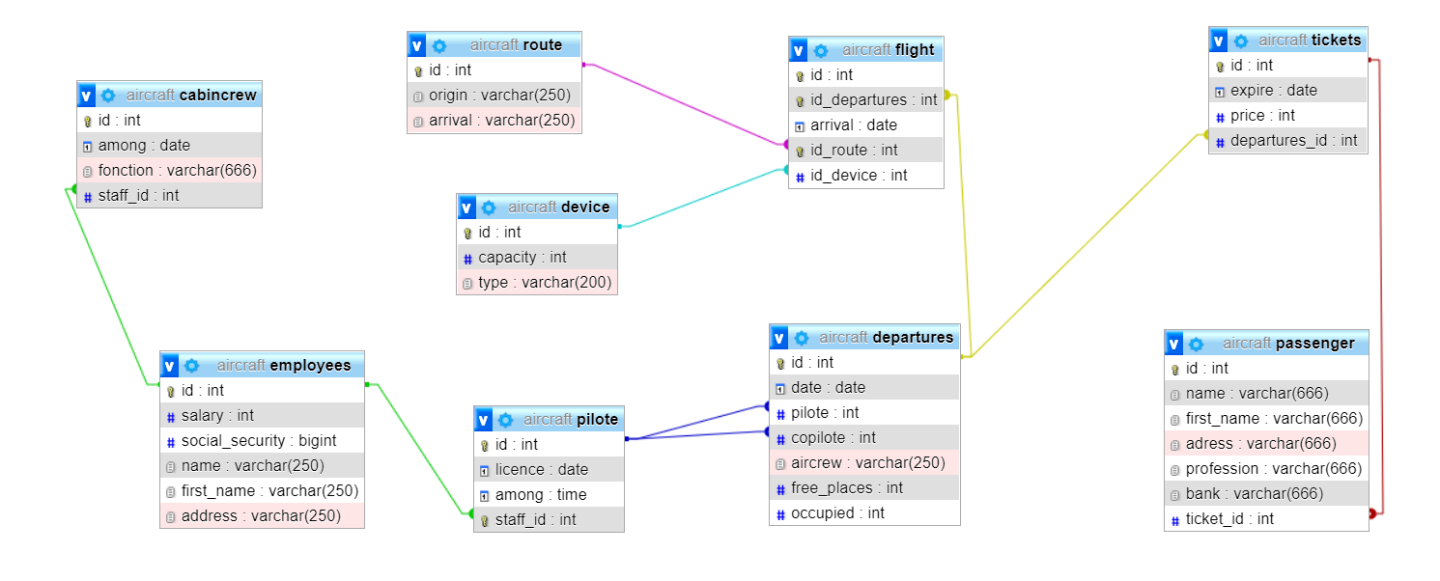 aircraft route
id : int
origin : varchar(250)
arrival : varchar(250)
aircraft flight
id : int
id_departures : int
arrival : date
id_route : int
id_device : int
aircraft tickets
id : int
expire : date
price : int
departures_id : int
aircraft cabincrew
id : int
among : date
fonction : varchar(666)
staff_id : int
aircraft device
id : int
capacity : int
type : varchar(200)
aircraft employees
id : int
salary : int
social_security : bigint
name : varchar(250)
first_name : varchar(250)
address : varchar(250)
aircraft pilote
id : int
licence : date
among : time
staff_id : int
aircraft departures
id : int
date : date
pilote : int
copilote : int
aircrew : varchar(250)
free_places : int
occupied : int
aircraft passenger
id : int
name : varchar(666)
first_name : varchar(666)
adress : varchar(666)
profession : varchar(666)
bank : varchar(666)
ticket_id : int